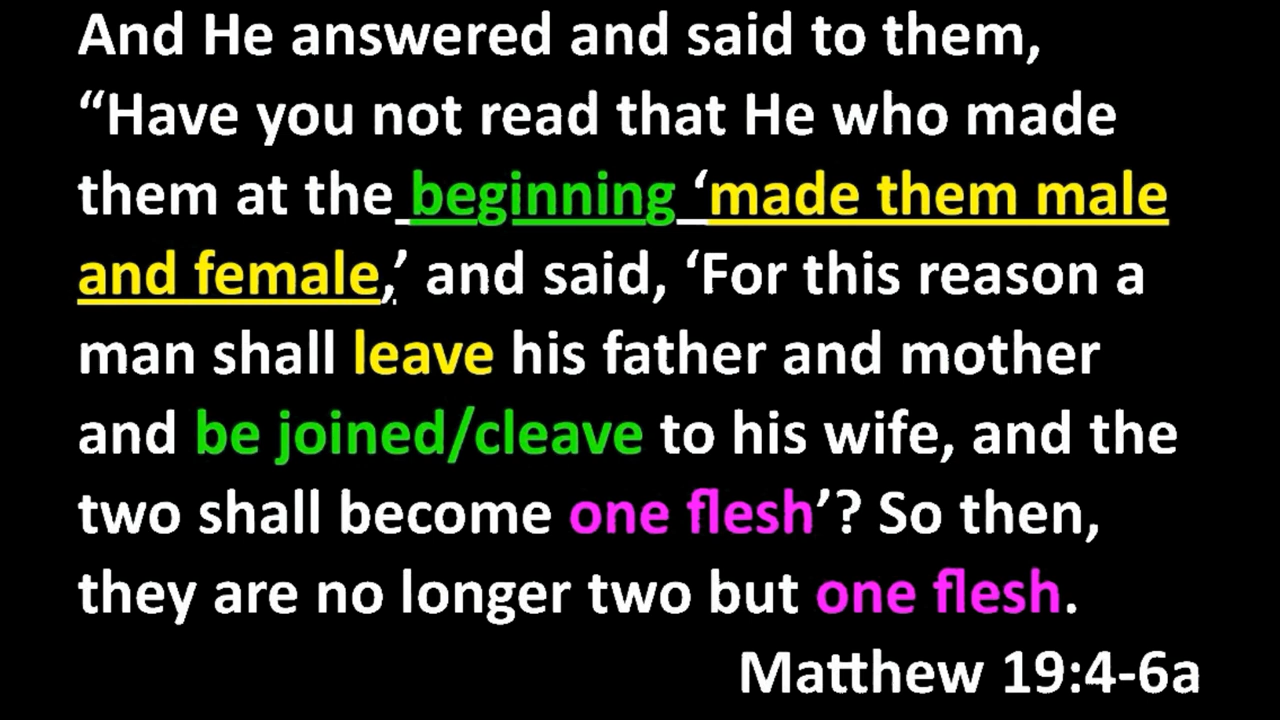 And He answered and said to them,
“Have you not read that He who made
them at the beginning ‘made them male
and female,’ and said, ‘For this reason a
man shall leave his father and mother
and be joined/cleave to his wife, and the
two shall become one flesh’? So then,
they are no longer two but one flesh.
Matthew 19:4-6a